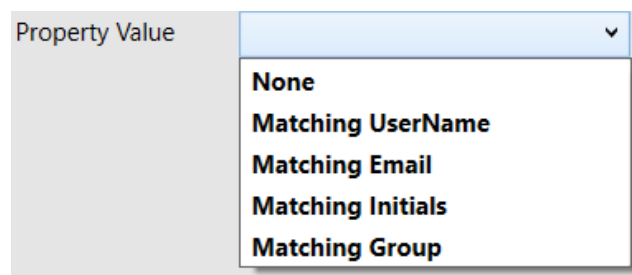 Property Value
None
Matching UserName
Matching Email
Matching Initials
Matching Group